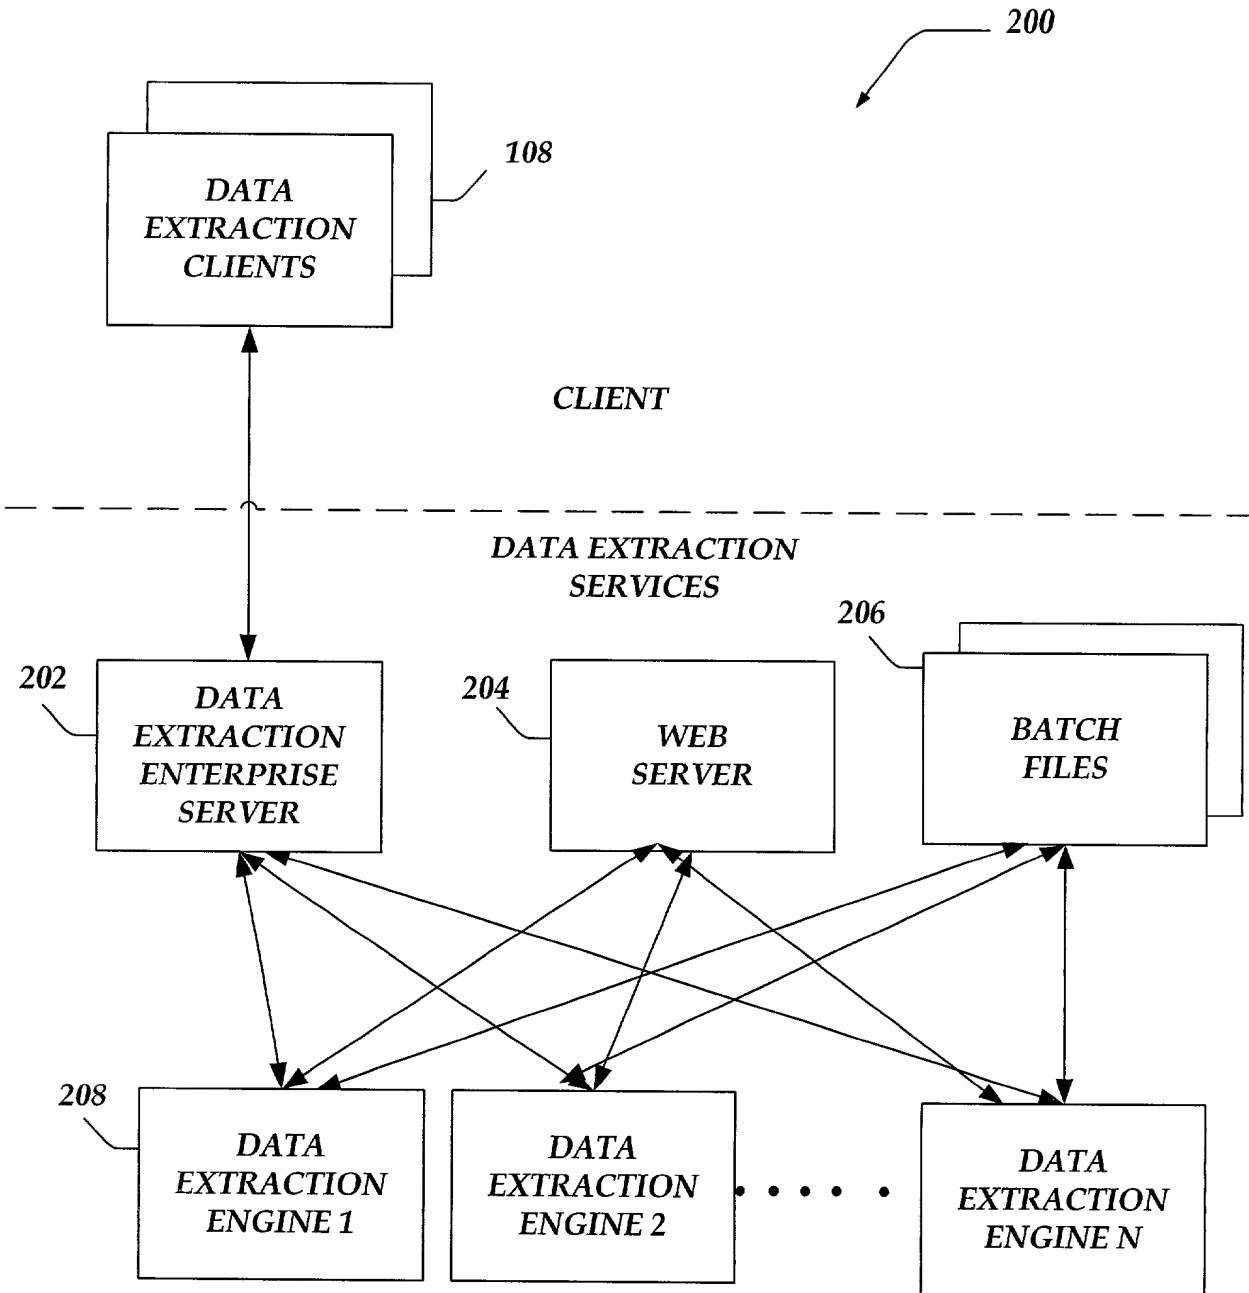 200
108
DATA
EXTRACTION
CLIENTS
CLIENT
DATA EXTRACTION
SERVICES
202
DATA
EXTRACTION
ENTERPRISE
SERVER
204
WEB
SERVER
206
BATCH
FILES
208
DATA
EXTRACTION
ENGINE 1
DATA
EXTRACTION
ENGINE 2
DATA
EXTRACTION
ENGINE N